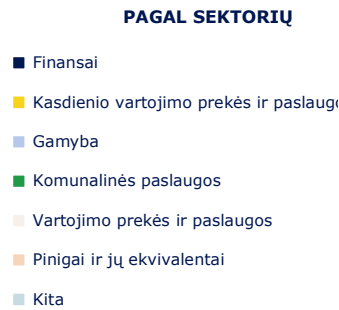 PAGAL SEKTORIŲ
Finansai
Kasdienio vartojimo prekės ir paslaugo
Gamyba
Komunalinės paslaugos
Vartojimo prekės ir paslaugos
Pinigai ir jų ekvivalentai
Kita